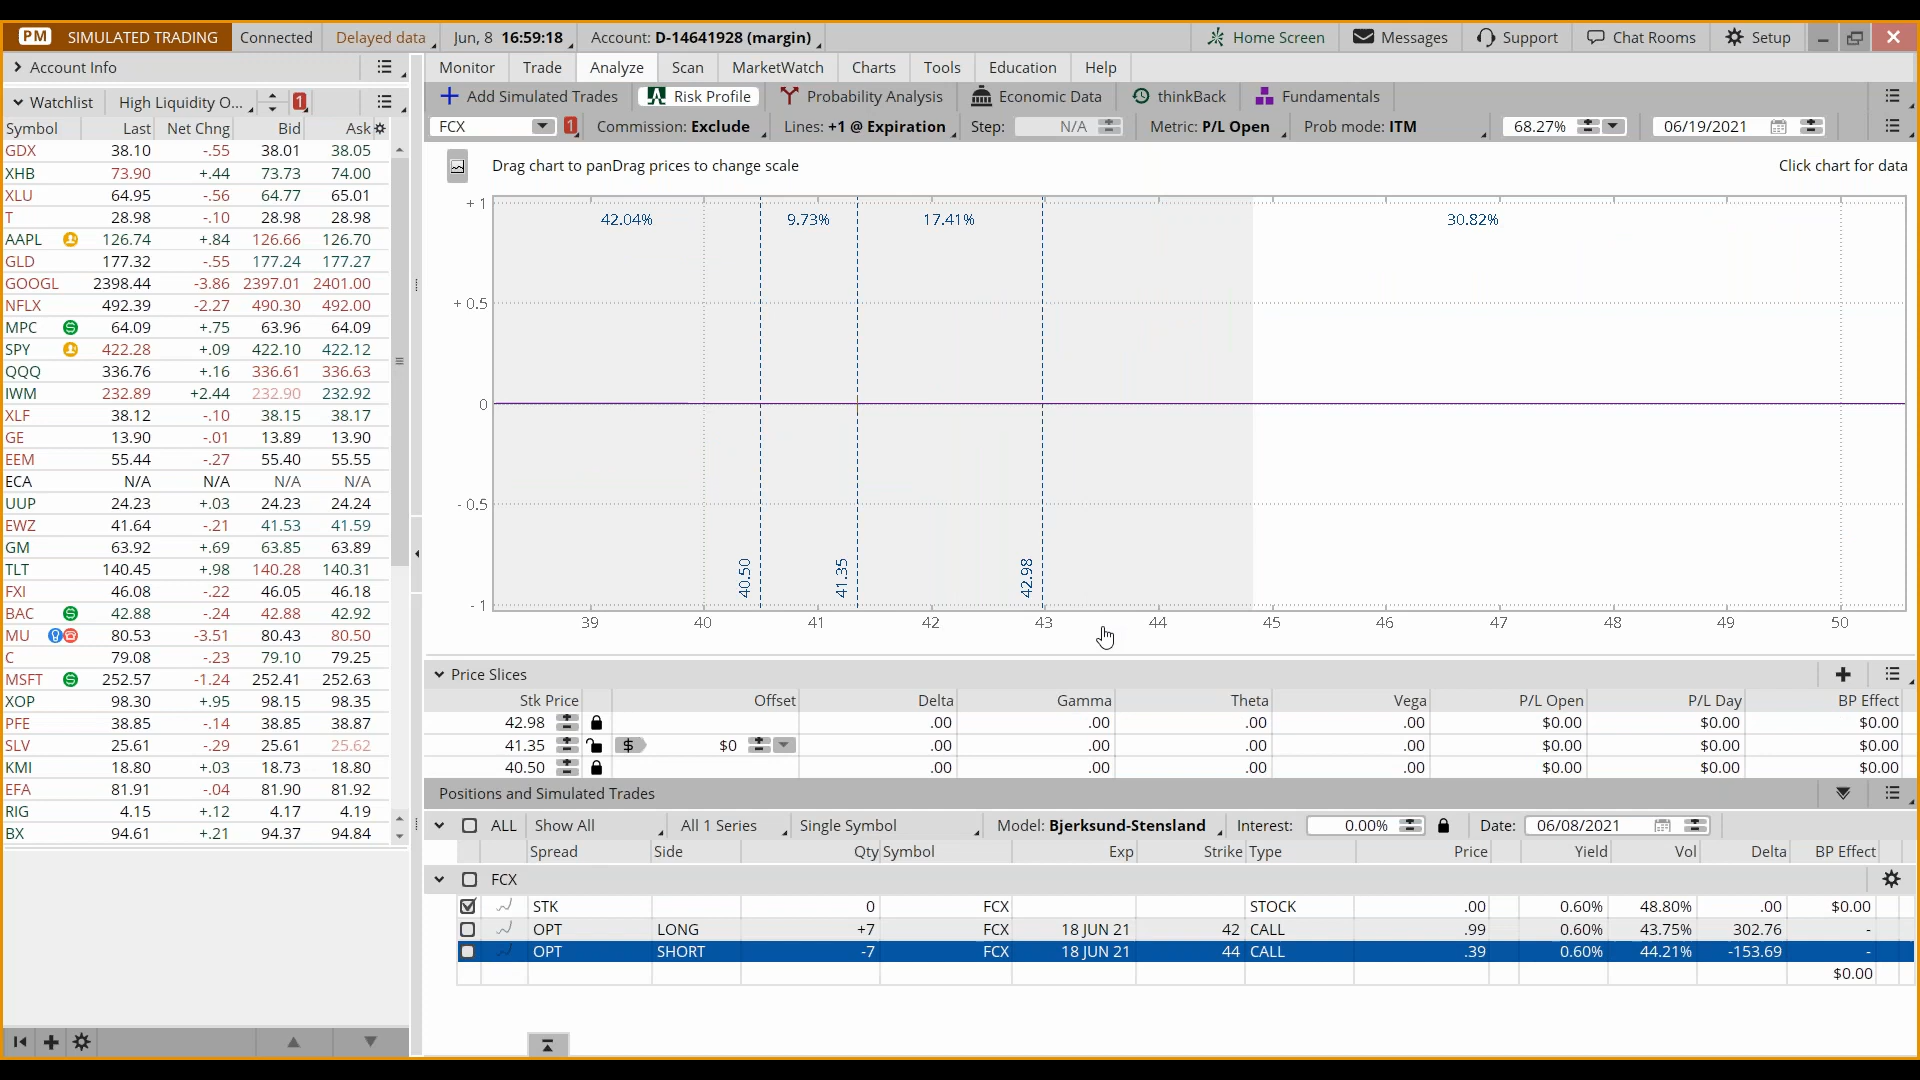 PM SIMULATED TRADING Connected Delayed data Jun, 8 16:59:18 Account: D-14641928 (margin) Home Screen Messages Support Chat Rooms Setup
Account Info
Monitor Trade Analyze Scan MarketWatch Charts Tools Education Help
Watchlist High Liquidity O... 1
Add Simulated Trades Risk Profile Probability Analysis Economic Data thinkBack Fundamentals
FCX 1 Commission: Exclude Lines: +1 @ Expiration Step: N/A Metric: P/L Open Prob mode: ITM 68.27% 06/19/2021
Symbol Last Net Chng Bid Ask
GDX 38.10 -.55 38.01 38.05
XHB 73.90 +.44 73.73 74.00
XLU 64.95 -.56 64.77 65.01
T 28.98 -.10 28.98 28.98
AAPL 126.74 +.84 126.66 126.70
GLD 177.32 -.55 177.24 177.27
GOOGL 2398.44 -3.86 2397.01 2401.00
NFLX 492.39 -2.27 490.30 492.00
MPC 64.09 +.75 63.96 64.09
SPY 422.28 +.09 422.10 422.12
QQQ 336.76 +.16 336.61 336.63
IWM 232.89 +2.44 232.90 232.92
XLF 38.12 -.10 38.15 38.17
GE 13.90 -.01 13.89 13.90
EEM 55.44 -.27 55.40 55.55
ECA N/A N/A N/A N/A
UUP 24.23 +.03 24.23 24.24
EWZ 41.64 -.21 41.53 41.59
GM 63.92 +.69 63.85 63.89
TLT 140.45 +.98 140.28 140.31
FXI 46.08 -.22 46.05 46.18
BAC 42.88 -.24 42.88 42.92
MU 80.53 -3.51 80.43 80.50
C 79.08 -.23 79.10 79.25
MSFT 252.57 -1.24 252.41 252.63
XOP 98.30 +.95 98.15 98.35
PFE 38.85 -.14 38.85 38.87
SLV 25.61 -.29 25.61 25.62
KMI 18.80 +.03 18.73 18.80
EFA 81.91 -.04 81.90 81.92
RIG 4.15 +.12 4.17 4.19
BX 94.61 +.21 94.37 94.84
Drag chart to panDrag prices to change scale Click chart for data
+ 1
42.04% 9.73% 17.41% 30.82%
+ 0.5
0
- 0.5
40.50 41.35 42.98
- 1
39 40 41 42 43 44 45 46 47 48 49 50
Price Slices
Stk Price Offset Delta Gamma Theta Vega P/L Open P/L Day BP Effect
42.98 .00 .00 .00 .00 $0.00 $0.00 $0.00
41.35 $ $0 .00 .00 .00 .00 $0.00 $0.00 $0.00
40.50 .00 .00 .00 .00 $0.00 $0.00 $0.00
Positions and Simulated Trades
ALL Show All All 1 Series Single Symbol Model: Bjerksund-Stensland Interest: 0.00% Date: 06/08/2021
Spread Side Qty Symbol Exp Strike Type Price Yield Vol Delta BP Effect
FCX
STK 0 FCX STOCK .00 0.60% 48.80% .00 $0.00
OPT LONG +7 FCX 18 JUN 21 42 CALL .99 0.60% 43.75% 302.76 -
OPT SHORT -7 FCX 18 JUN 21 44 CALL .39 0.60% 44.21% -153.69 -
$0.00